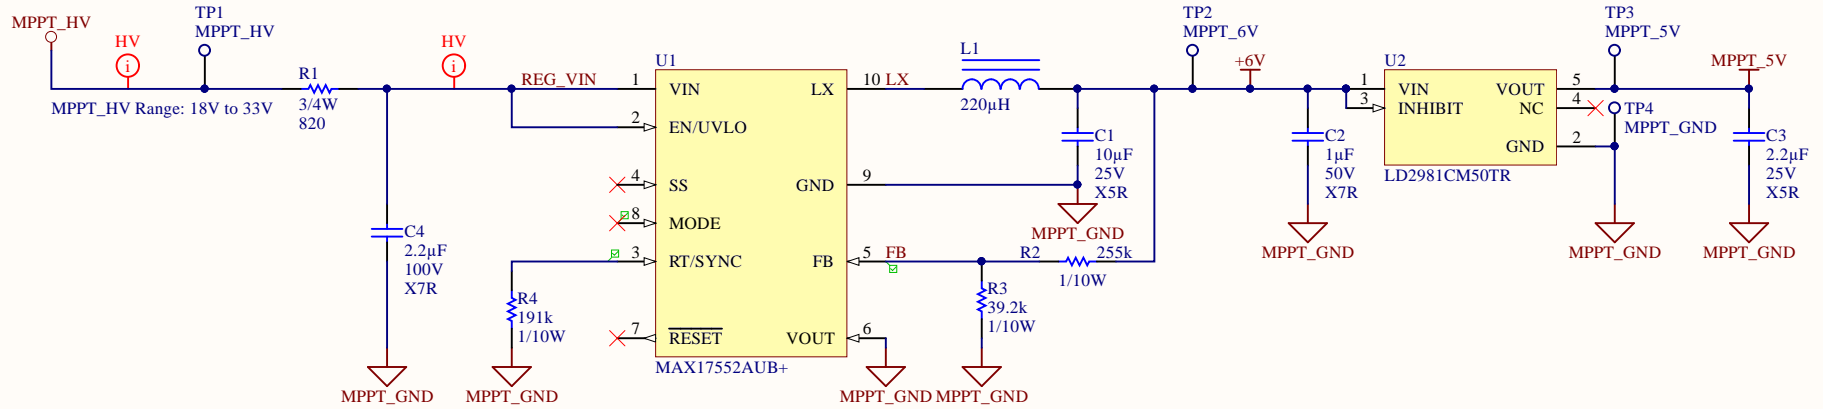 MPPT_HV
HV
TP1
MPPT_HV
R1
3/4W
820
MPPT_HV Range: 18V to 33V
HV
REG_VIN
C4
2.2µF
100V
X7R
MPPT_GND
R4
191k
1/10W
MPPT_GND
U1
1 VIN
2 EN/UVLO
4 SS
8 MODE
3 RT/SYNC
7 RESET
LX 10 LX
GND 9
FB 5 FB
VOUT 6
MAX17552AUB+
MPPT_GND
L1
220µH
C1
10µF
25V
X5R
MPPT_GND
R2 255k
1/10W
R3
39.2k
1/10W
MPPT_GND
TP2
MPPT_6V
+6V
C2
1µF
50V
X7R
MPPT_GND
U2
1 VIN
3 INHIBIT
VOUT 5
NC 4
GND 2
LD2981CM50TR
TP3
MPPT_5V
TP4
MPPT_GND
MPPT_GND
MPPT_5V
C3
2.2µF
25V
X5R
MPPT_GND